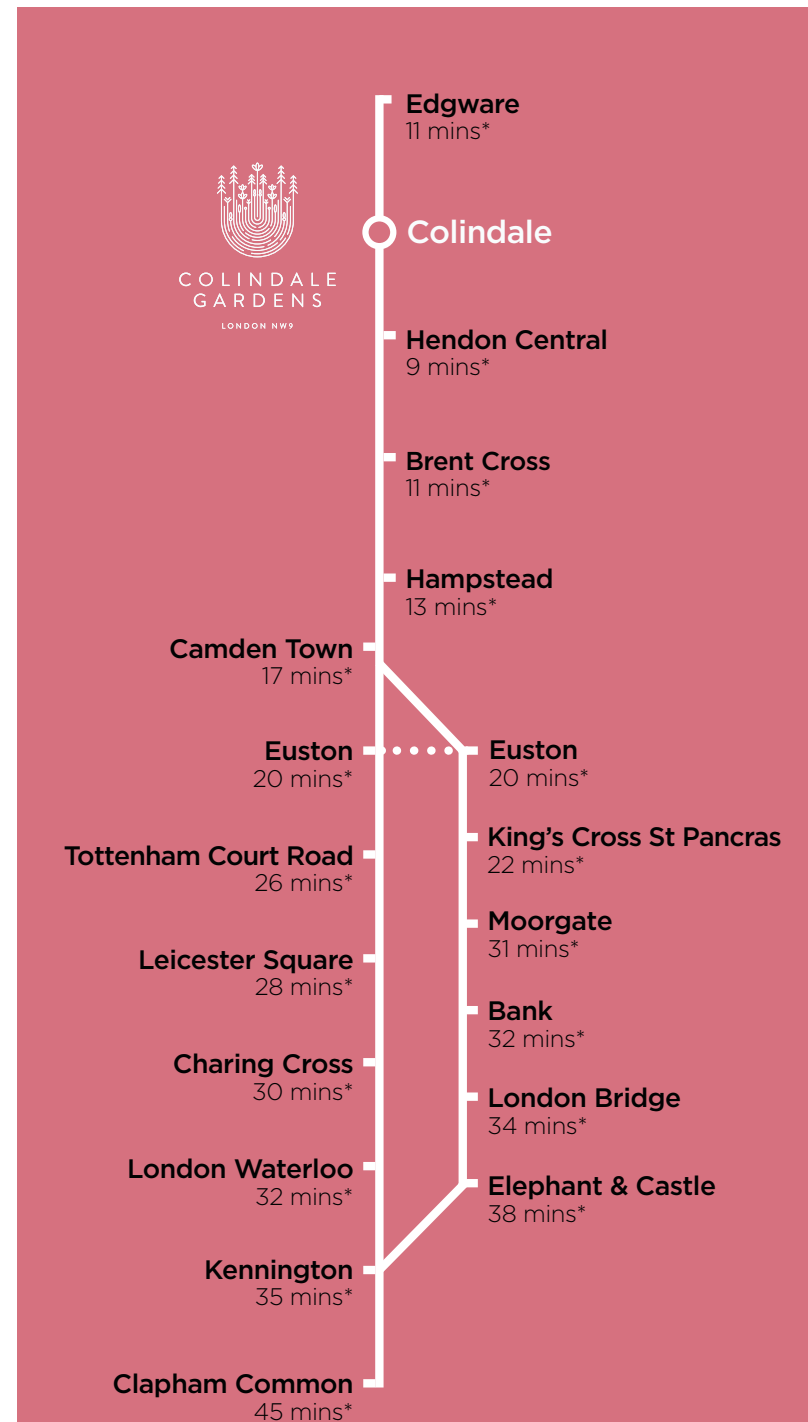 Edgware
11 mins*
COLINDALE
GARDENS
LONDON NW9
Colindale
Hendon Central
9 mins*
Brent Cross
11 mins*
Hampstead
13 mins*
Camden Town
17 mins*
Euston
20 mins*
Tottenham Court Road
26 mins*
Leicester Square
28 mins*
Charing Cross
30 mins*
London Waterloo
32 mins*
Kennington
35 mins*
Clapham Common
45 mins*
Euston
20 mins*
King’s Cross St Pancras
22 mins*
Moorgate
31 mins*
Bank
32 mins*
London Bridge
34 mins*
Elephant & Castle
38 mins*